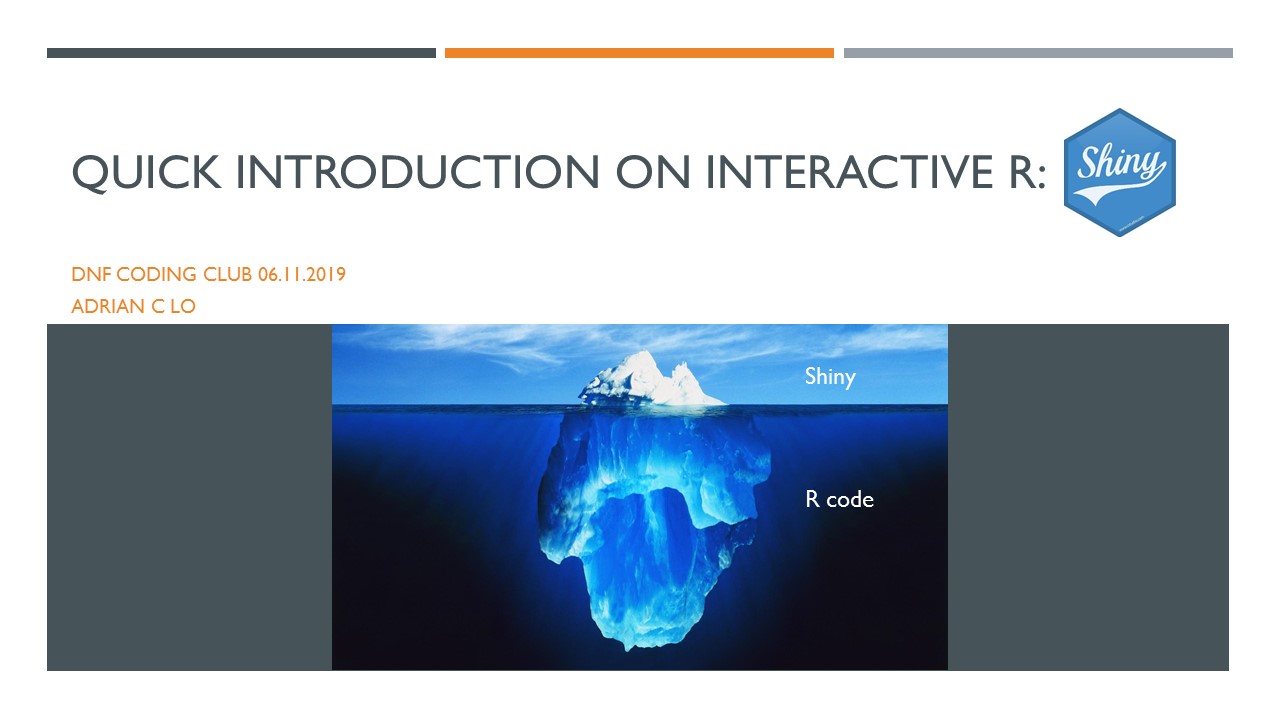 QUICK INTRODUCTION ON INTERACTIVE R:
Shiny
DNF CODING CLUB 06.11.2019
ADRIAN C LO
Shiny
R code